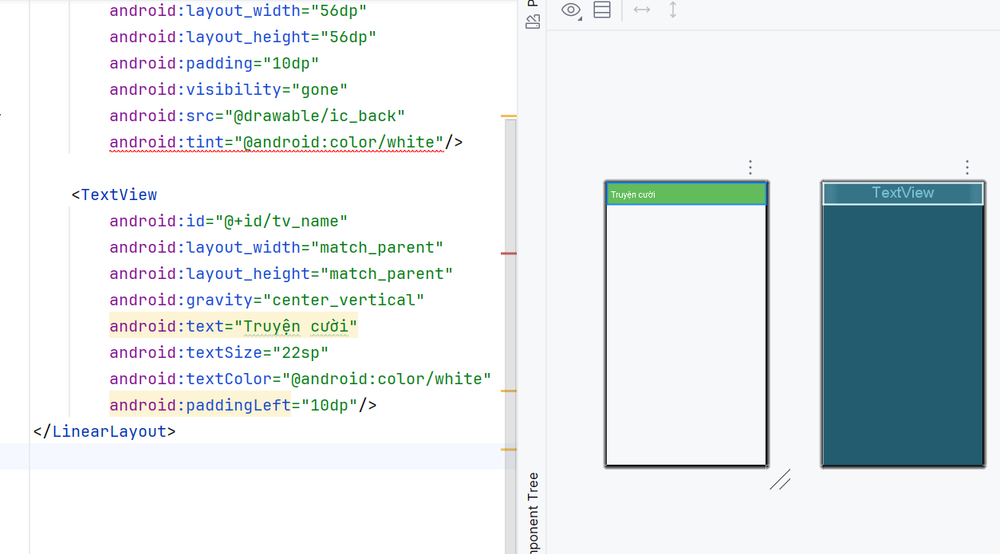 android:layout_width="56dp"
android:layout_height="56dp"
android:padding="10dp"
android:visibility="gone"
android:src="@drawable/ic_back"
android:tint="@android:color/white"/>
<TextView
android:id="@+id/tv_name"
android:layout_width="match_parent"
android:layout_height="match_parent"
android:gravity="center_vertical"
android:text="Truyện cười"
android:textSize="22sp"
android:textColor="@android:color/white"
android:paddingLeft="10dp"/>
</LinearLayout>
ponent Tree
Truyện cười
TextView